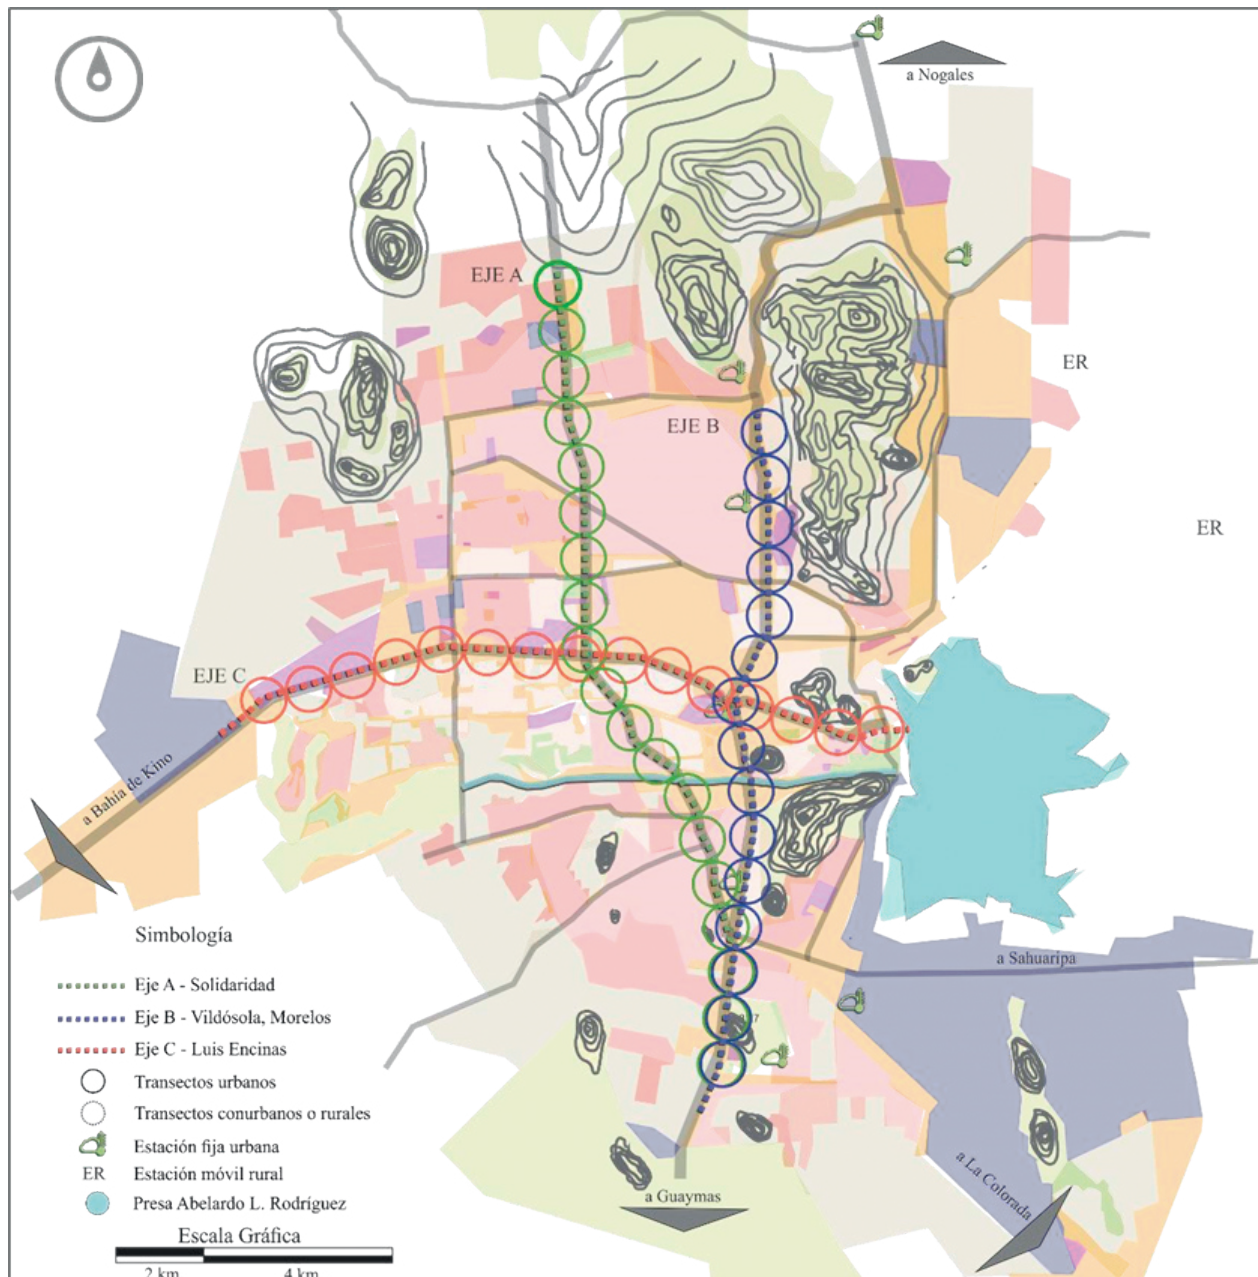 a Nogales
EJE A
ER
EJE B
ER
EJE C
a Bahía de Kino
Simbología
a Sahuaripa
Eje A - Solidaridad
Eje B - Vildósola, Morelos
Eje C - Luis Encinas
Transectos urbanos
Transectos conurbanos o rurales
Estación fija urbana
ER Estación móvil rural
a La Colorada
a Guaymas
Presa Abelardo L. Rodríguez
Escala Gráfica
2 km 4 km